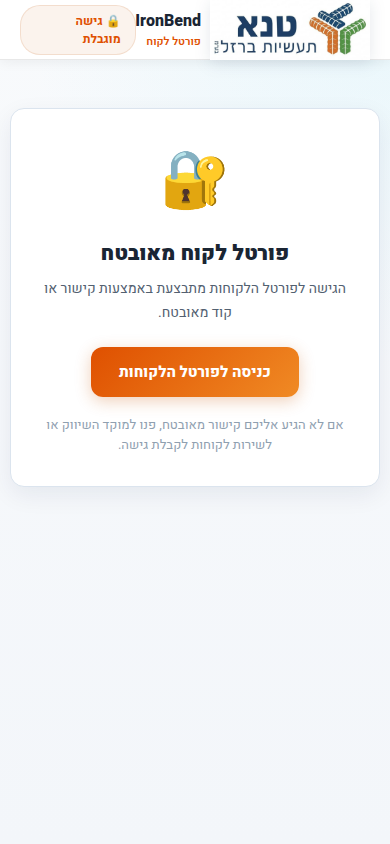 טנא
תעשיות ברזל
IronBend
פורטל לקוח
🔒 גישה
מוגבלת
פורטל לקוח מאובטח
הגישה לפורטל הלקוחות מתבצעת באמצעות קישור או
קוד מאובטח.
כניסה לפורטל הלקוחות
אם לא הגיע אליכם קישור מאובטח, פנו למוקד השיווק או
לשירות לקוחות לקבלת גישה.